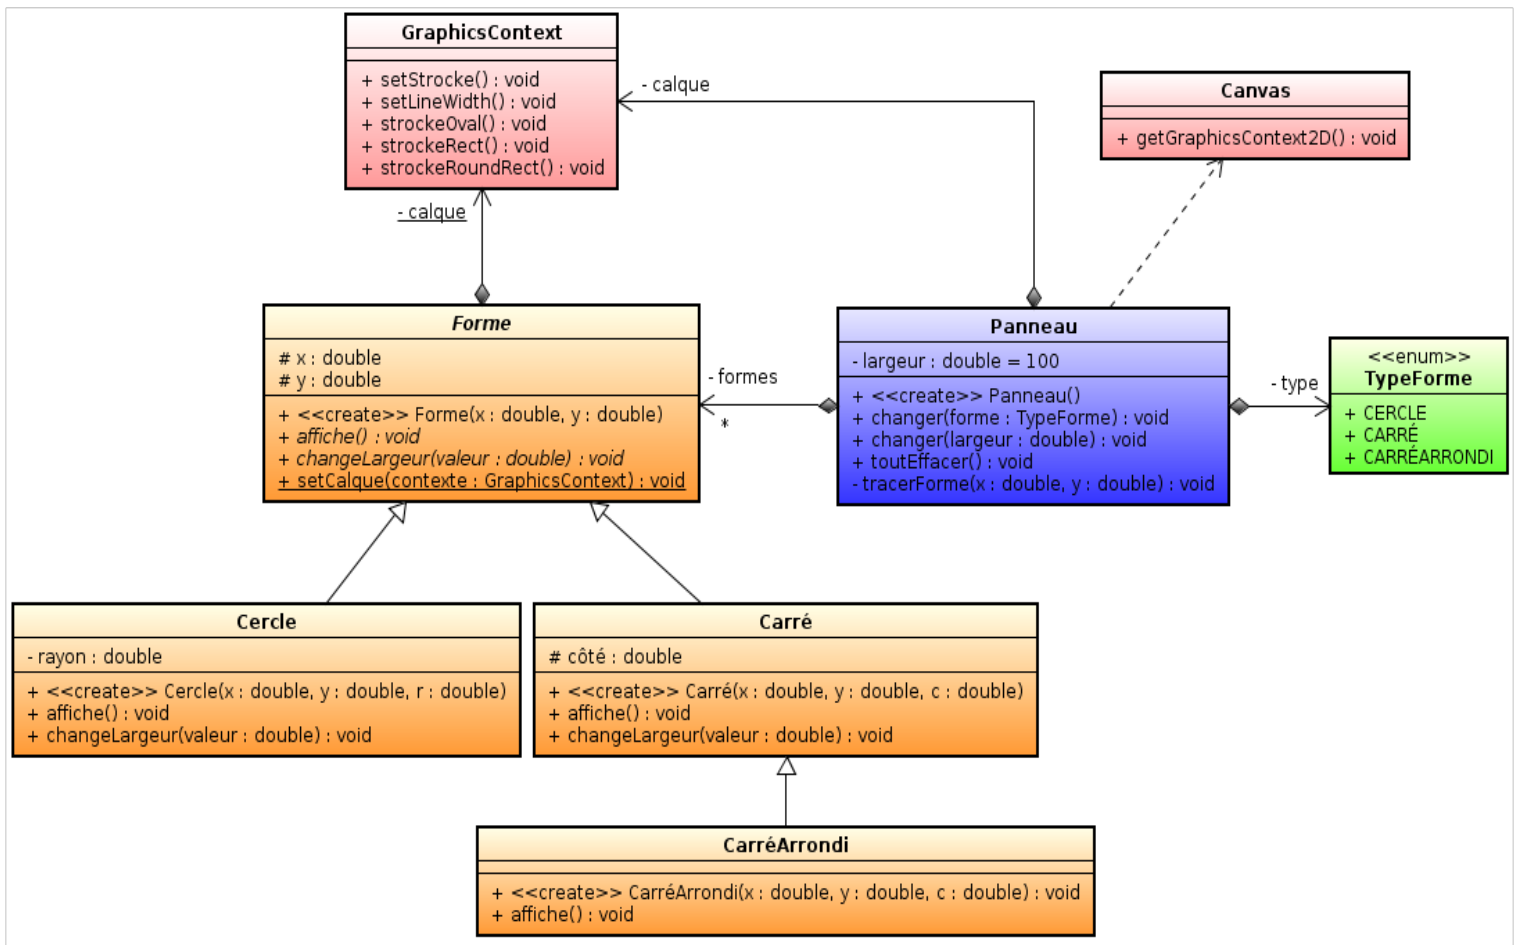 GraphicsContext
+ setStrocke() : void
+ setLineWidth() : void
+ strockeOval() : void
+ strockeRect() : void
+ strockeRoundRect() : void
- calque
Canvas
+ getGraphicsContext2D() : void
- calque
Forme
# x : double
# y : double
+ <<create>> Forme(x : double, y : double)
+ affiche() : void
+ changeLargeur(valeur : double) : void
+ setCalque(contexte : GraphicsContext) : void
- formes
*
Panneau
- largeur : double = 100
+ <<create>> Panneau()
+ changer(forme : TypeForme) : void
+ changer(largeur : double) : void
+ toutEffacer() : void
- tracerForme(x : double, y : double) : void
- type
<<enum>>
TypeForme
+ CERCLE
+ CARRÉ
+ CARRÉARRONDI
Cercle
- rayon : double
+ <<create>> Cercle(x : double, y : double, r : double)
+ affiche() : void
+ changeLargeur(valeur : double) : void
Carré
# côté : double
+ <<create>> Carré(x : double, y : double, c : double)
+ affiche() : void
+ changeLargeur(valeur : double) : void
CarréArrondi
+ <<create>> CarréArrondi(x : double, y : double, c : double) : void
+ affiche() : void